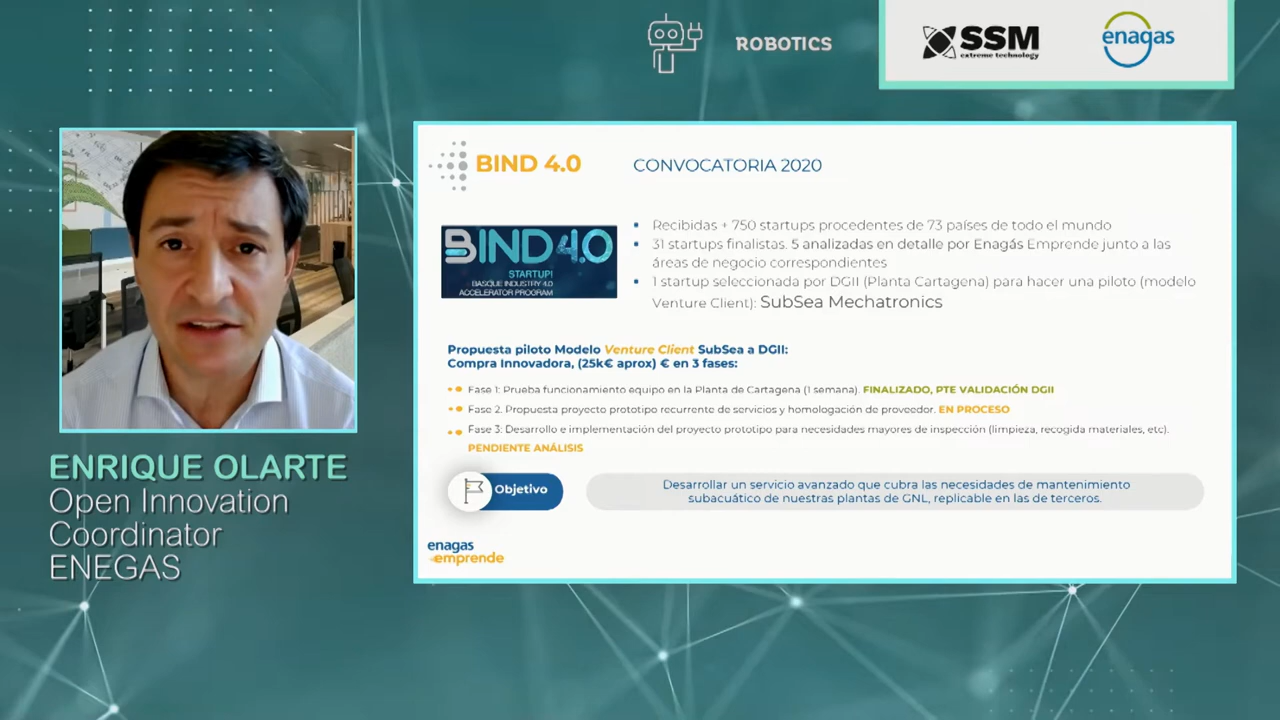 ROBOTICS
SSM
extreme technology
enagas
BIND 4.0
CONVOCATORIA 2020
BIND 4.0
STARTUP!
BASQUE INDUSTRY 4.0
ACCELERATOR PROGRAM
▪ Recibidas + 750 startups procedentes de 73 países de todo el mundo
▪ 31 startups finalistas. 5 analizadas en detalle por Enagás Emprende junto a las
áreas de negocio correspondientes
▪ 1 startup seleccionada por DGII (Planta Cartagena) para hacer una piloto (modelo
Venture Client): SubSea Mechatronics
Propuesta piloto Modelo Venture Client SubSea a DGII:
Compra Innovadora, (25k€ aprox) € en 3 fases:
Fase 1: Prueba funcionamiento equipo en la Planta de Cartagena (1 semana). FINALIZADO, PTE VALIDACIÓN DGII
Fase 2. Propuesta proyecto prototipo recurrente de servicios y homologación de proveedor. EN PROCESO
Fase 3: Desarrollo e implementación del proyecto prototipo para necesidades mayores de inspección (limpieza, recogida materiales, etc).
PENDIENTE ANÁLISIS
Objetivo
Desarrollar un servicio avanzado que cubra las necesidades de mantenimiento
subacuático de nuestras plantas de GNL, replicable en las de terceros.
enagas
emprende
ENRIQUE OLARTE
Open Innovation
Coordinator
ENEGAS